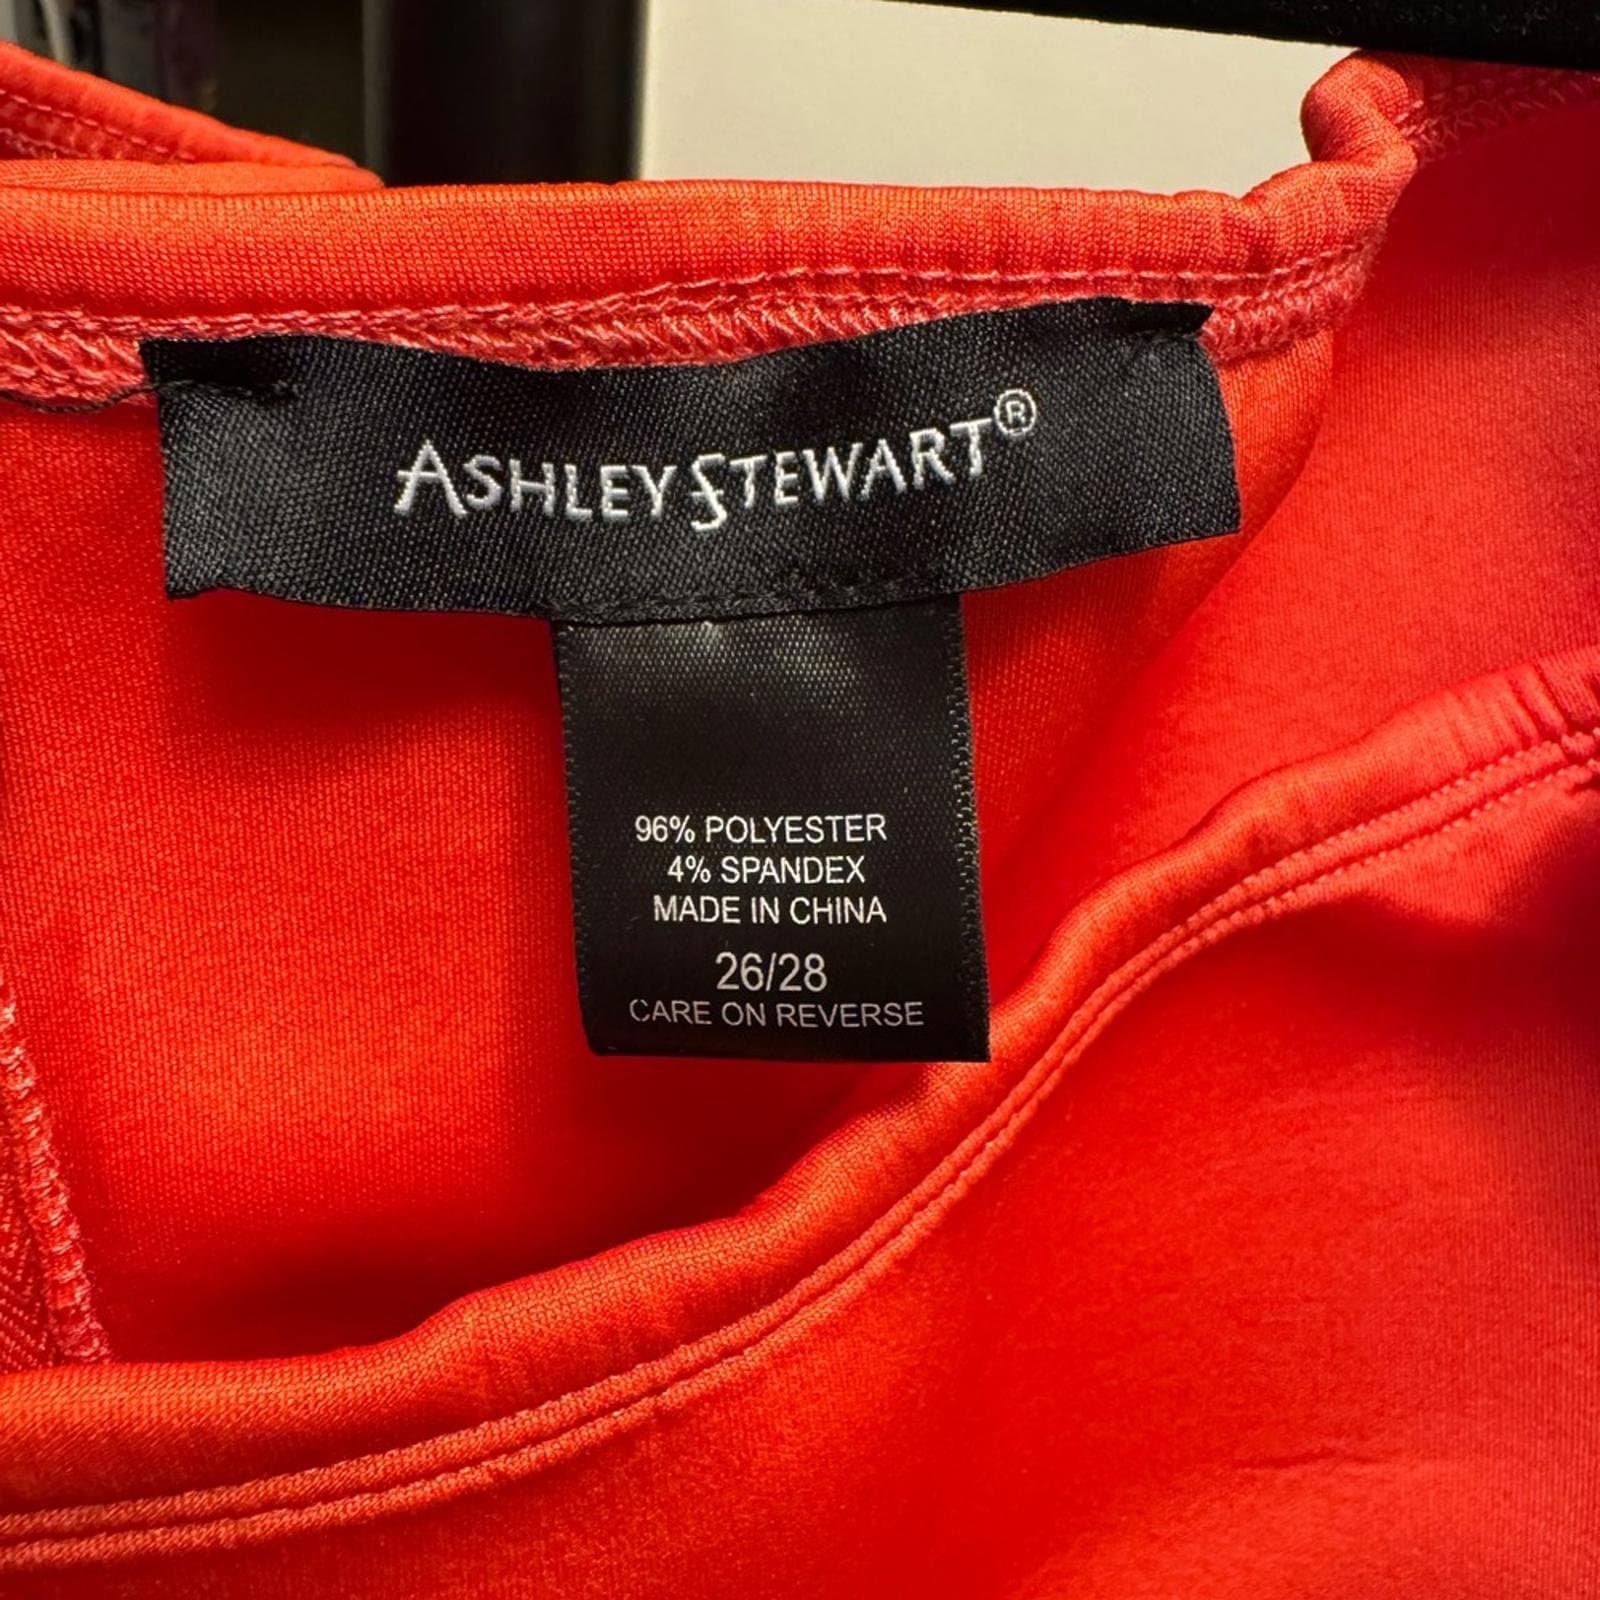 ASHLEY STEWART®
96% POLYESTER
4% SPANDEX
MADE IN CHINA
26/28
CARE ON REVERSE